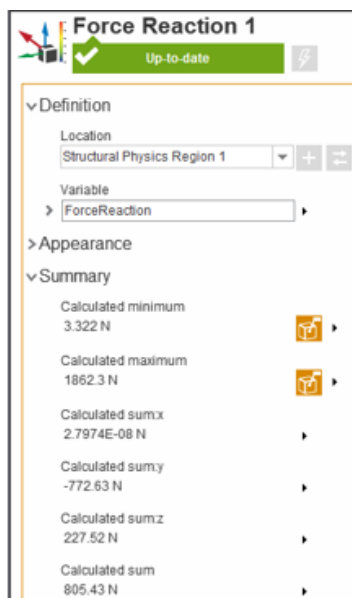 Force Reaction 1
Up-to-date
Definition
Location
Structural Physics Region 1
Variable
ForceReaction
Appearance
Summary
Calculated minimum
3.322 N
Calculated maximum
1862.3 N
Calculated sum:x
2.7974E-08 N
Calculated sum:y
-772.63 N
Calculated sum:z
227.52 N
Calculated sum
805.43 N